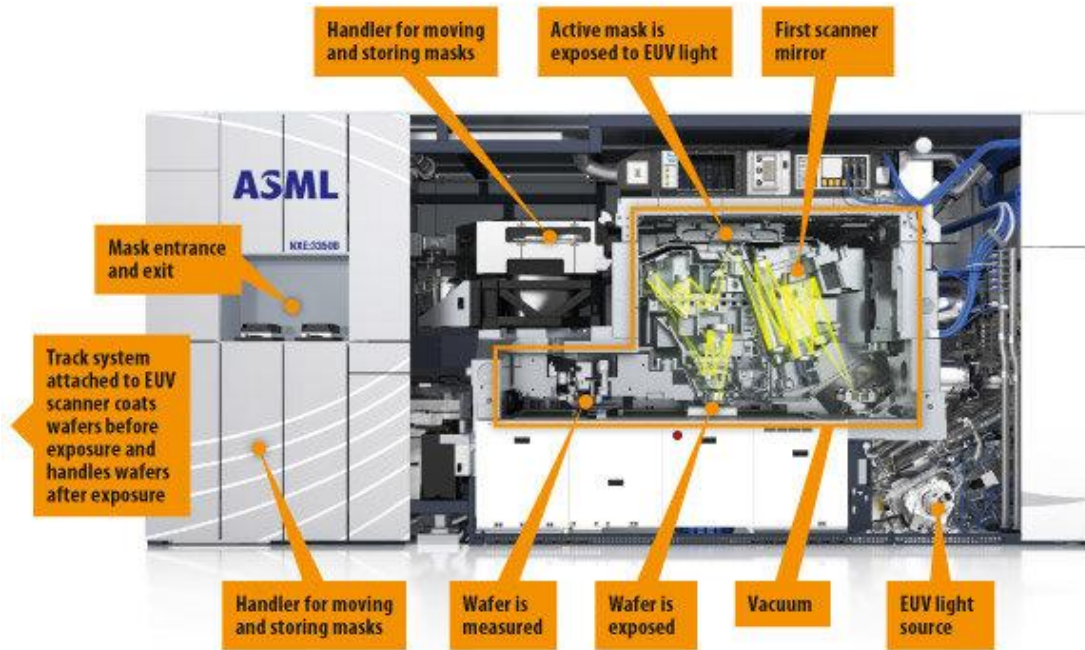 Handler for moving
and storing masks
Active mask is
exposed to EUV light
First scanner
mirror
ASML
NXE:3350B
Mask entrance
and exit
Track system
attached to EUV
scanner coats
wafers before
exposure and
handles wafers
after exposure
Handler for moving
and storing masks
Wafer is
measured
Wafer is
exposed
Vacuum
EUV light
source